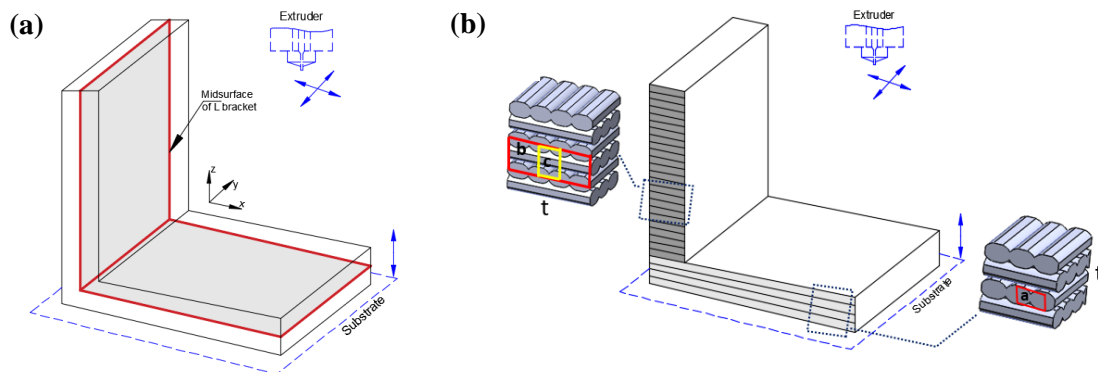 (a)
Extruder
Midsurface
of L bracket
z
y
x
Substrate
(b)
Extruder
b
c
t
Substrate
a
t